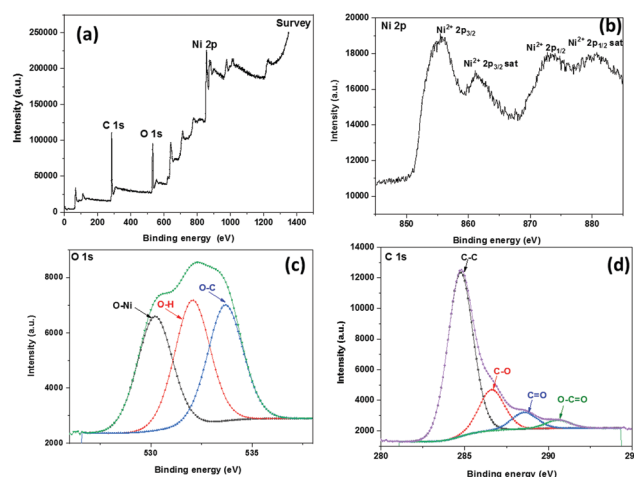 (a)
Survey
Ni 2p
C 1s
O 1s
Intensity (a.u.)
250000
200000
150000
100000
50000
0
0 200 400 600 800 1000 1200 1400
Binding energy (eV)
Ni 2p
(b)
Ni²⁺ 2p₃/₂
Ni²⁺ 2p₃/₂ sat
Ni²⁺ 2p₁/₂
Ni²⁺ 2p₁/₂ sat
Intensity (a.u.)
20000
18000
16000
14000
12000
10000
850 860 870 880
Binding energy (eV)
O 1s
(c)
O-Ni
O-H
O-C
Intensity (a.u.)
8000
6000
4000
2000
530 535
Binding energy (eV)
C 1s
(d)
C-C
C-O
C=O
O-C=O
Intensity (a.u.)
14000
12000
10000
8000
6000
4000
2000
0
280 285 290 29
Binding energy (eV)